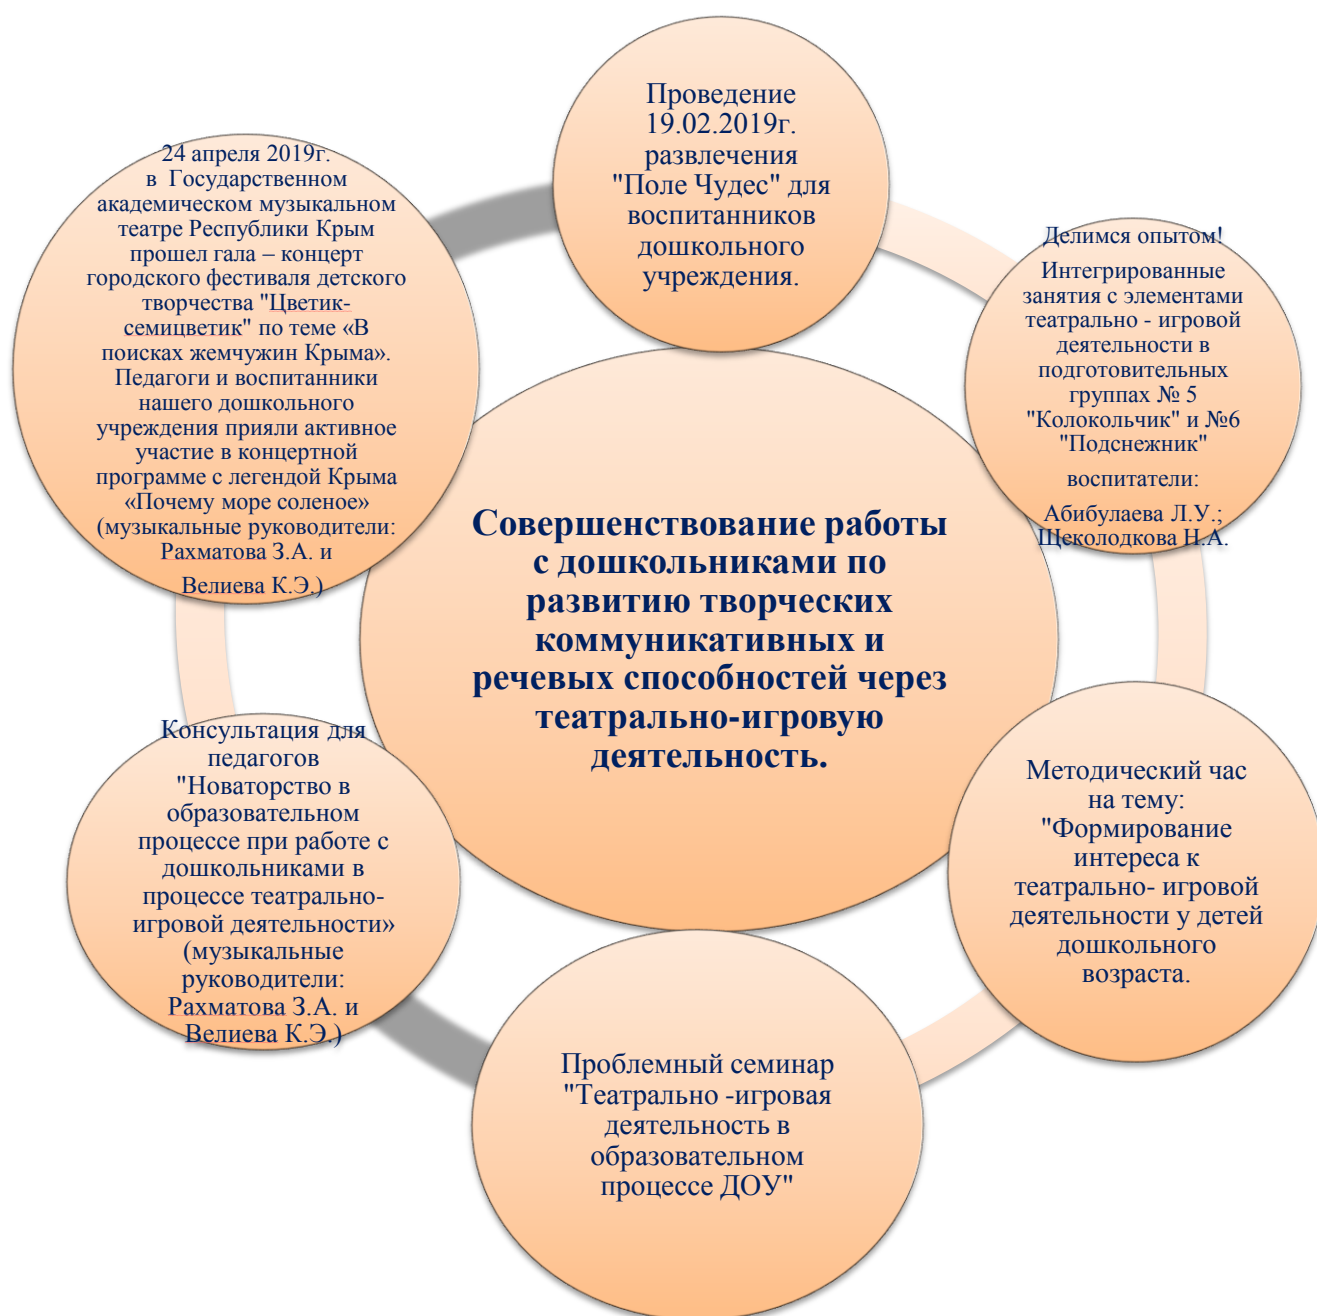 Проведение
19.02.2019г.
развлечения
"Поле Чудес" для
воспитанников
дошкольного
учреждения.
Делимся опытом!
Интегрированные
занятия с элементами
театрально - игровой
деятельности в
подготовительных
группах № 5
"Колокольчик" и №6
"Подснежник"
воспитатели:
Абибулаева Л.У.;
Щеколодкова Н.А.
Методический час
на тему:
"Формирование
интереса к
театрально- игровой
деятельности у детей
дошкольного
возраста.
Проблемный семинар
"Театрально -игровая
деятельность в
образовательном
процессе ДОУ"
Консультация для
педагогов
"Новаторство в
образовательном
процессе при работе с
дошкольниками в
процессе театрально-
игровой деятельности»
(музыкальные
руководители:
Рахматова З.А. и
Велиева К.Э.)
24 апреля 2019г.
в Государственном
академическом музыкальном
театре Республики Крым
прошел гала – концерт
городского фестиваля детского
творчества "Цветик-
семицветик" по теме «В
поисках жемчужин Крыма».
Педагоги и воспитанники
нашего дошкольного
учреждения прияли активное
участие в концертной
программе с легендой Крыма
«Почему море соленое»
(музыкальные руководители:
Рахматова З.А. и
Велиева К.Э.)
Совершенствование работы
с дошкольниками по
развитию творческих
коммуникативных и
речевых способностей через
театрально-игровую
деятельность.